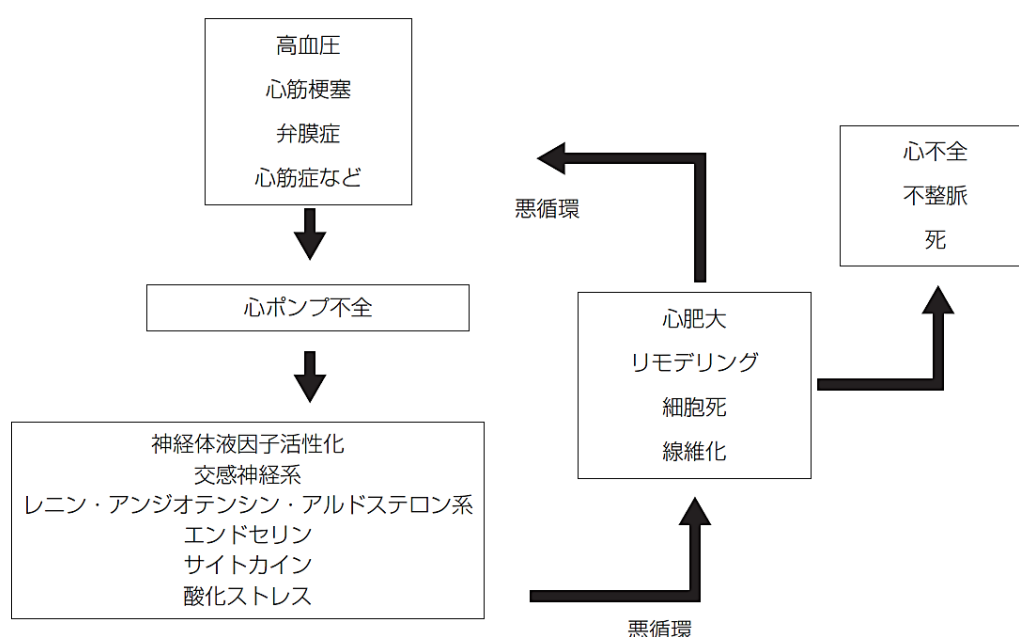 高血圧
心筋梗塞
弁膜症
心筋症など
心ポンプ不全
神経体液因子活性化
交感神経系
レニン・アンジオテンシン・アルドステロン系
エンドセリン
サイトカイン
酸化ストレス
悪循環
心肥大
リモデリング
細胞死
線維化
悪循環
心不全
不整脈
死